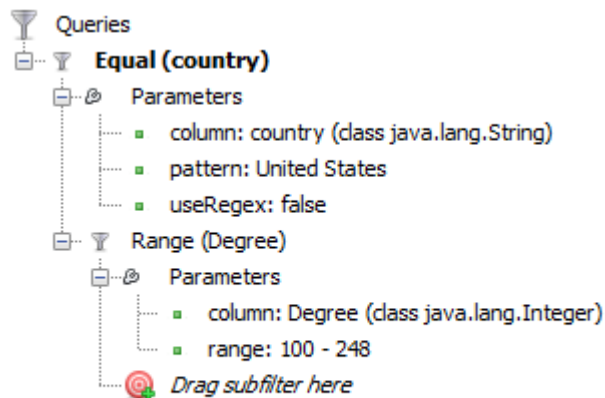 Queries
Equal (country)
Parameters
column: country (class java.lang.String)
pattern: United States
useRegex: false
Range (Degree)
Parameters
column: Degree (class java.lang.Integer)
range: 100 - 248
Drag subfilter here